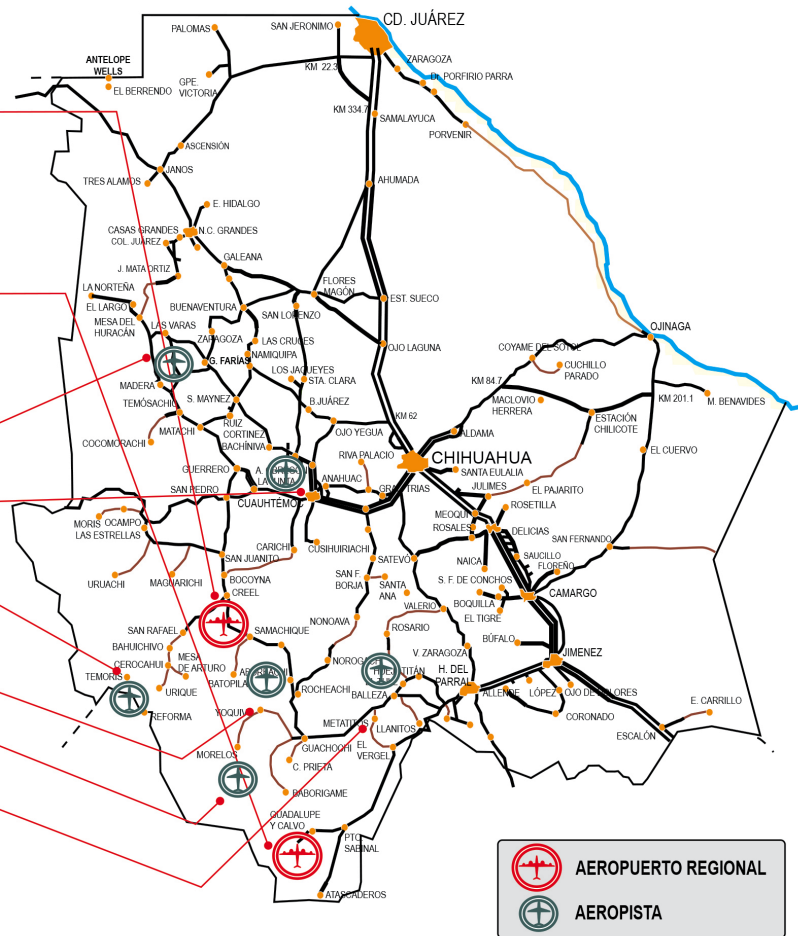 CD. JUÁREZ
SAN JERONIMO
PALOMAS
ANTELOPE
WELLS
EL BERRENDO
GPE.
VICTORIA
KM 22.3
ZARAGOZA
DI. PORFIRIO PARRA
KM 334.7
SAMALAYUCA
PORVENIR
ASCENSIÓN
JANOS
TRES ALAMOS
AHUMADA
E. HIDALGO
CASAS GRANDES
N.C. GRANDES
COL. JUÁREZ
GALEANA
J. MATA ORTIZ
LA NORTEÑA
EL LARGO
MESA DEL
HURACÁN
FLORES
MAGÓN
EST. SUECO
BUENAVENTURA
SAN LORENZO
LAS VARAS
ZARAGOZA
LAS CRUCES
OJO LAGUNA
OJINAGA
COYAME DEL SOTOL
CUCHILLO
PARADO
G. FARÍAS
NAMIQUIPA
LOS JAGUEYES
STA. CLARA
MADERA
TEMÓSACHIC
S. MAYNEZ
B.JUÁREZ
KM 84.7
MACLOVIO
HERRERA
KM 201.1
M. BENAVIDES
MATACHI
RUIZ
CORTINEZ
KM 62
OJO YEGUA
ALDAMA
ESTACIÓN
CHILICOTE
COCOMORACHI
BACHÍNIVA
RIVA PALACIO
CHIHUAHUA
EL CUERVO
GUERRERO
LA JUNTA
ANAHUAC
SANTA EULALIA
SAN PEDRO
CUAUHTÉMOC
JULIMES
EL PAJARITO
ROSETILLA
MEOQUI
ROSALES
DELICIAS
MORIS
OCAMPO
LAS ESTRELLAS
CARICHI
CUSIHUIRIACHI
SAN JUANITO
SATEVÓ
SAN FERNANDO
SAUCILLO
FLOREÑO
NAICA
URUACHI
MAGUARICHI
BOCOYNA
CREEL
SAN F.
BORJA
SANTA
ANA
S. F. DE CONCHOS
BOQUILLA
EL TIGRE
CAMARGO
VALERIO
NONOAVA
ROSARIO
SAN RAFAEL
BAHUICHIVO
SAMACHIQUE
CEROCAHUI
MESA
DE ARTURO
TEMORIS
URIQUE
BATOPILA
V. ZARAGOZA
BÚFALO
JIMENEZ
ROCHEACHI
BALLEZA
H. DEL
PARRAL
ALLENDE
LÓPEZ
OJO DE DOLORES
CORONADO
E. CARRILLO
ESCALÓN
REFORMA
YOQUIVO
LLANITOS
MORELOS
GUACHOCHI
EL
VERGEL
C. PRIETA
BABORIGAME
GUADALUPE
Y CALVO
PTO.
SABINAL
ATASCADEROS
AEROPUERTO REGIONAL
AEROPISTA